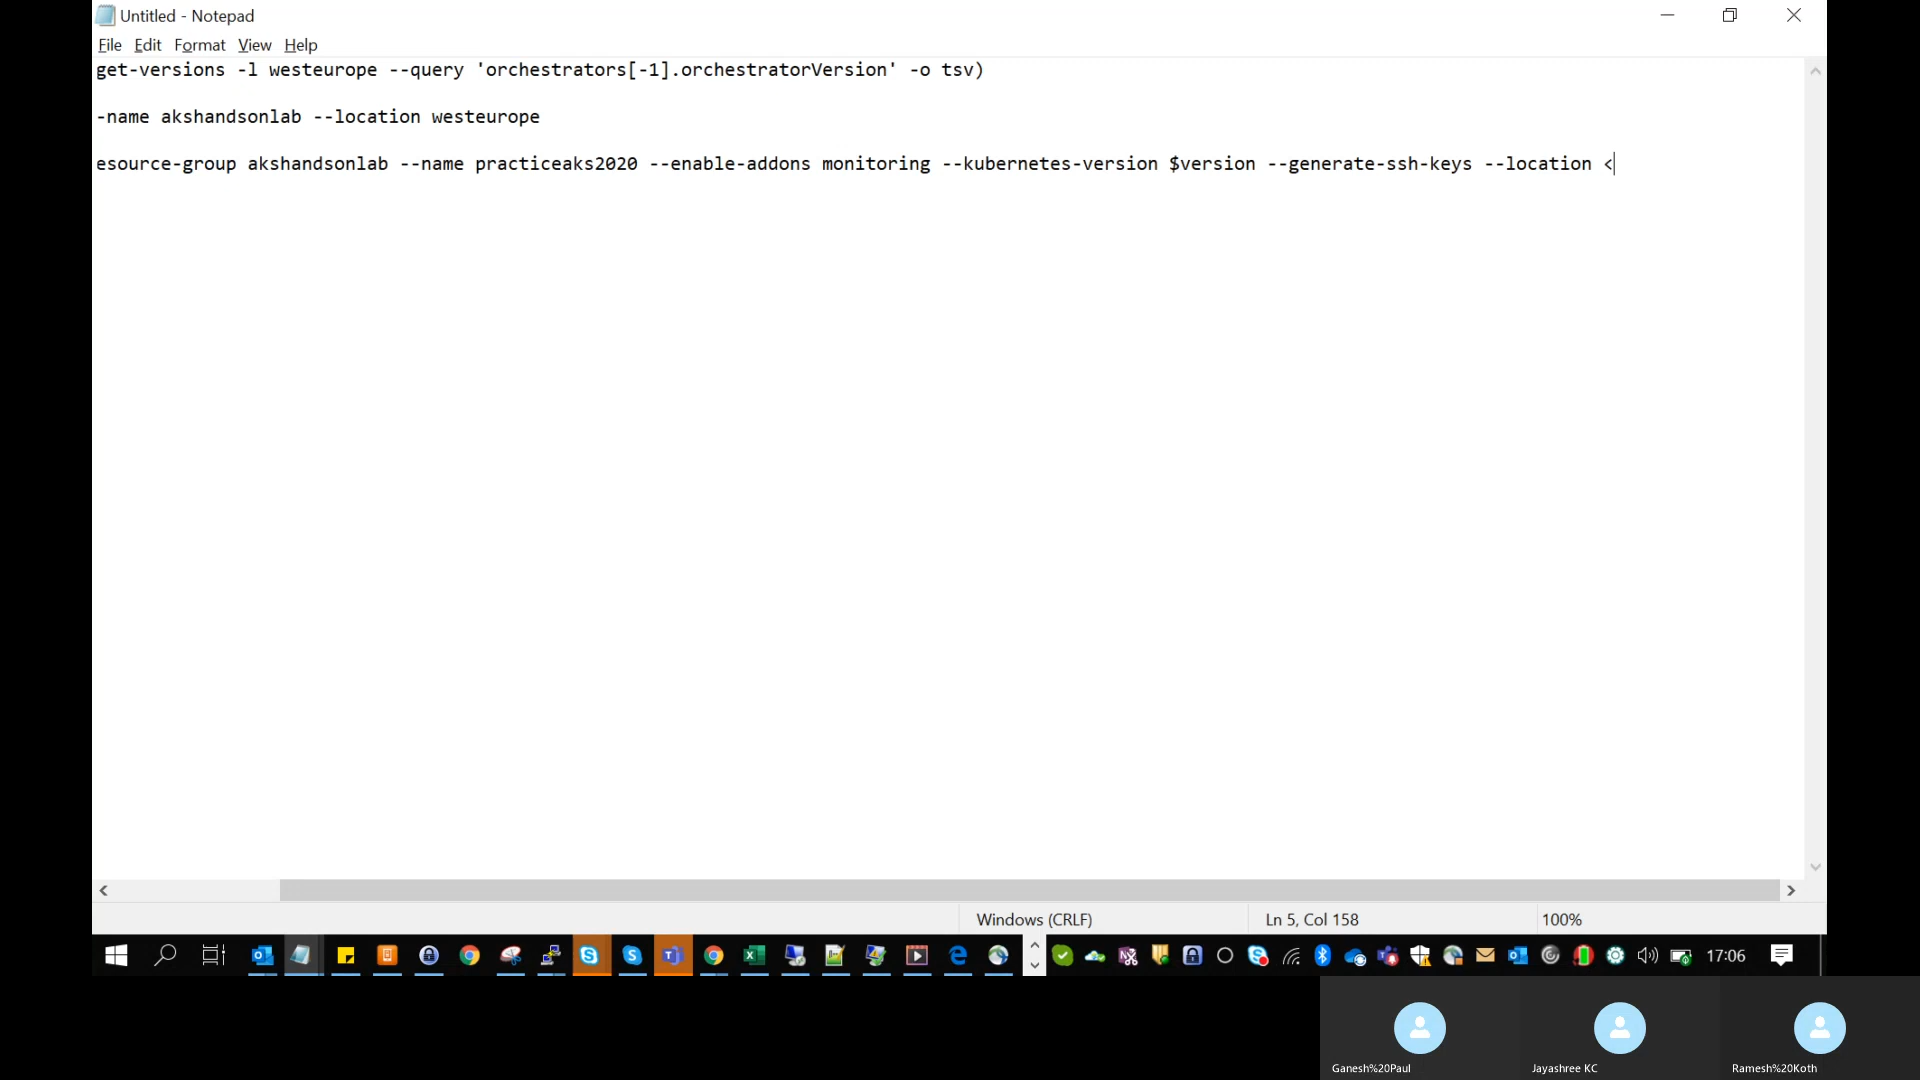 Untitled - Notepad
File Edit Format View Help
get-versions -l westeurope --query 'orchestrators[-1].orchestratorVersion' -o tsv)
-name akshandsonlab --location westeurope
esource-group akshandsonlab --name practiceaks2020 --enable-addons monitoring --kubernetes-version $version --generate-ssh-keys --location <
Windows (CRLF) Ln 5, Col 158 100%
17:06
Ganesh%20Paul Jayashree KC Ramesh%20Koth